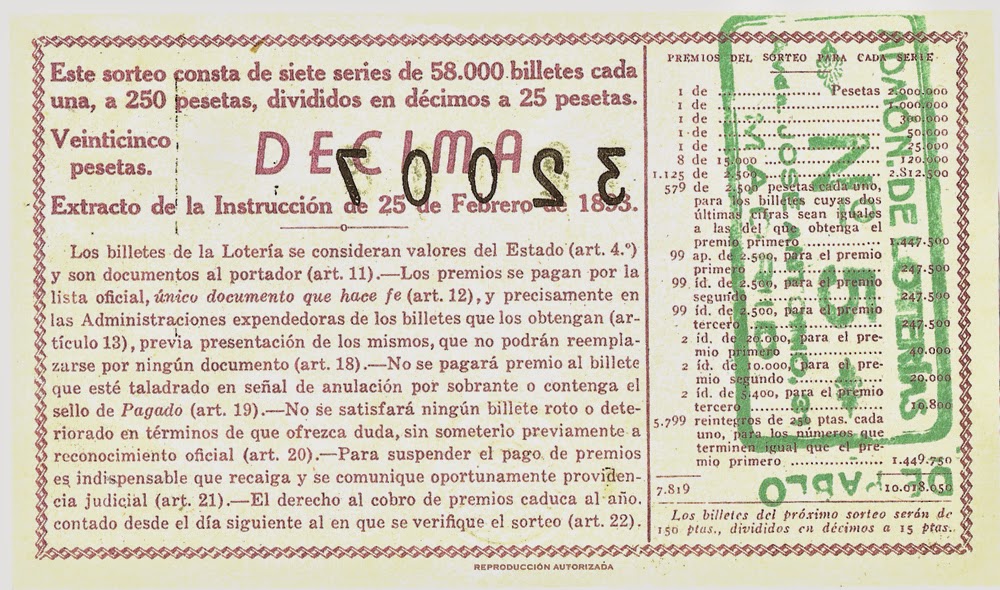 Este sorteo consta de siete series de 58.000 billetes cada
una, a 250 pesetas, divididos en décimos a 25 pesetas.
Veinticinco
pesetas.
DECIMA
32007
Extracto de la Instrucción de 25 de Febrero de 1893.
Los billetes de la Lotería se consideran valores del Estado (art. 4.º)
y son documentos al portador (art. 11).—Los premios se pagan por la
lista oficial, único documento que hace fe (art. 12), y precisamente en
las Administraciones expendedoras de los billetes que los obtengan (ar-
tículo 13), previa presentación de los mismos, que no podrán reempla-
zarse por ningún documento (art. 18).—No se pagará premio al billete
que esté taladrado en señal de anulación por sobrante o contenga el
sello de Pagado (art. 19).—No se satisfará ningún billete roto o dete-
riorado en términos de que ofrezca duda, sin someterlo previamente a
reconocimiento oficial (art. 20).—Para suspender el pago de premios
es indispensable que recaiga y se comunique oportunamente providen-
cia judicial (art. 21).—El derecho al cobro de premios caduca al año.
contado desde el día siguiente al en que se verifique el sorteo (art. 22).
PREMIOS DEL SORTEO PARA CADA SERIE
1 de Pesetas 2.000.000
1 de 1.000.000
1 de 300.000
1 de 50.000
1 de 25.000
8 de 15.000 120.000
1.125 de 2.500 2.812.500
579 de 2.500 pesetas cada uno,
para los billetes cuyas dos
últimas cifras sean iguales
a las del que obtenga el
premio primero 1.447.500
99 ap. de 2.500, para el premio
primero 247.500
99 íd. de 2.500, para el premio
segundo 247.500
99 íd. de 2.500, para el premio
tercero 247.500
2 íd. de 20.000, para el pre-
mio primero 40.000
2 íd. de 10.000, para el pre-
mio segundo 20.000
2 íd. de 5.400, para el premio
tercero 10.800
5.799 reintegros de 250 ptas. cada
uno, para los números que
terminen igual que el pre-
mio primero 1.449.750
7.819 10.018.050
Los billetes del próximo sorteo serán de
150 ptas., divididos en décimos a 15 ptas.
ADMON. DE LOTERÍAS
Nº 5
MADRID
REPRODUCCIÓN AUTORIZADA